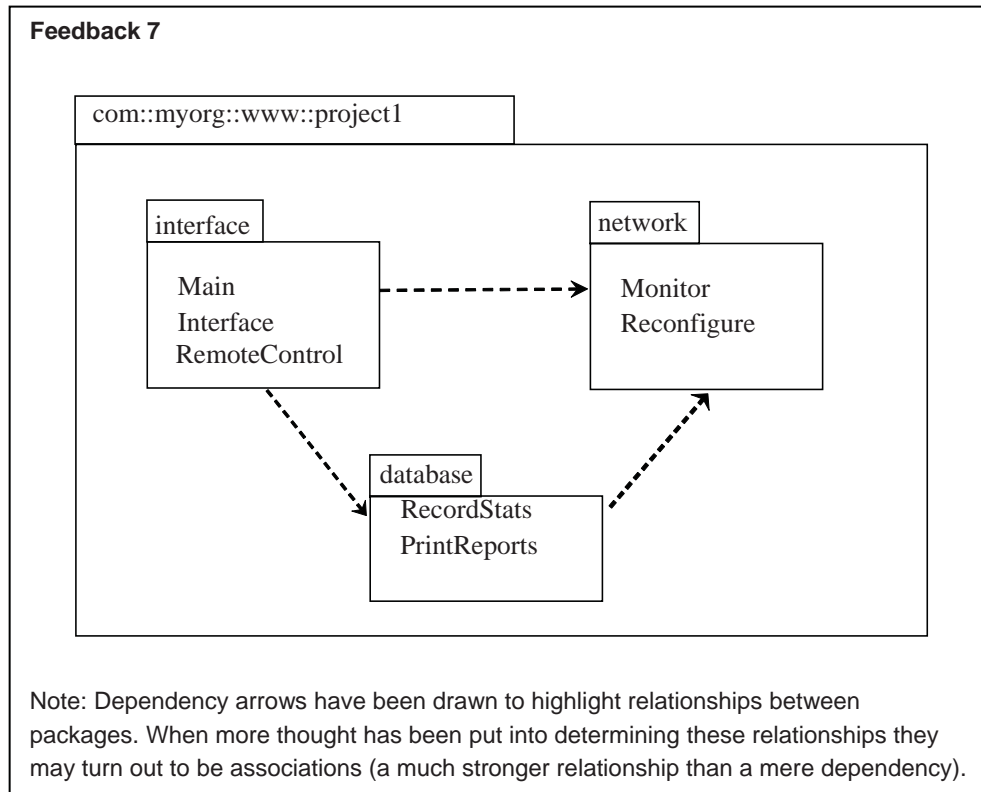 Feedback 7
com::myorg::www::project1
interface
Main
Interface
RemoteControl
network
Monitor
Reconfigure
database
RecordStats
PrintReports
Note: Dependency arrows have been drawn to highlight relationships between
packages. When more thought has been put into determining these relationships they
may turn out to be associations (a much stronger relationship than a mere dependency).